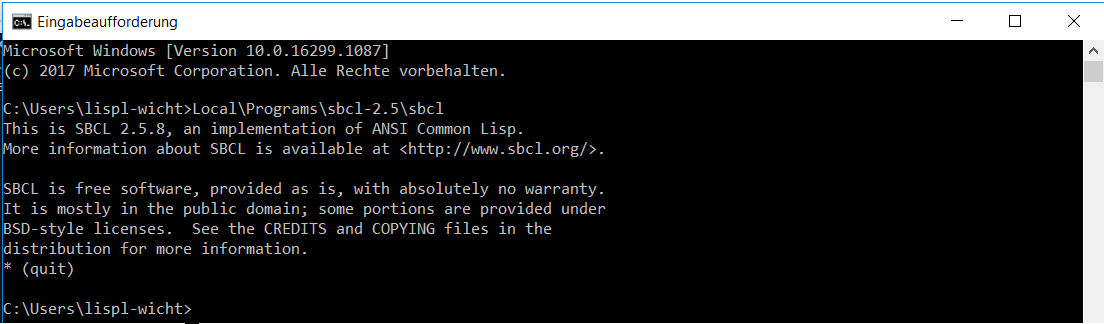 Eingabeaufforderung
Microsoft Windows [Version 10.0.16299.1087]
(c) 2017 Microsoft Corporation. Alle Rechte vorbehalten.
C:\Users\lispl-wicht>Local\Programs\sbcl-2.5\sbcl
This is SBCL 2.5.8, an implementation of ANSI Common Lisp.
More information about SBCL is available at <http://www.sbcl.org/>.
SBCL is free software, provided as is, with absolutely no warranty.
It is mostly in the public domain; some portions are provided under
BSD-style licenses.  See the CREDITS and COPYING files in the
distribution for more information.
* (quit)
C:\Users\lispl-wicht>